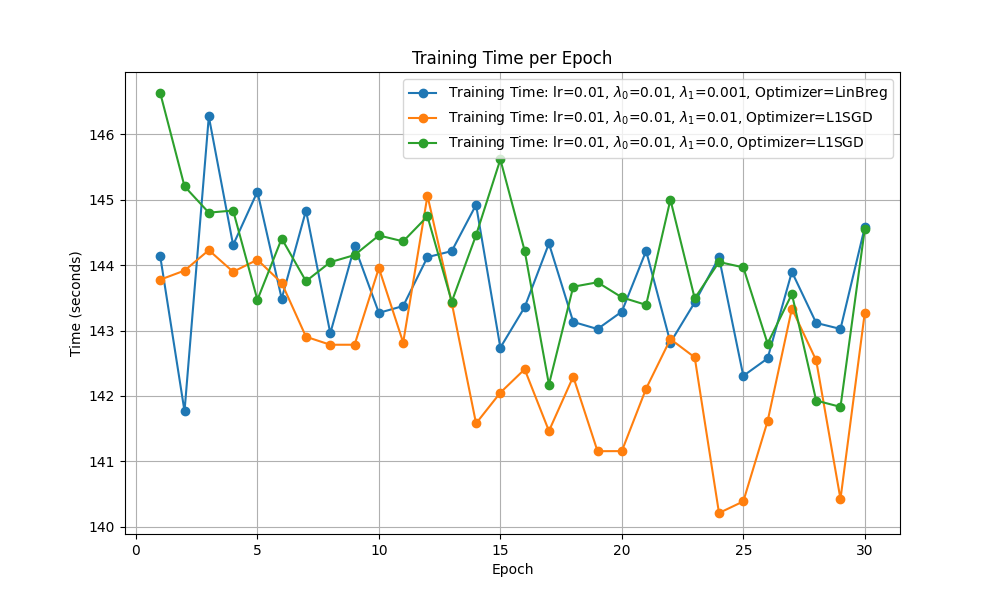 Training Time per Epoch
Training Time: lr=0.01, λ₀=0.01, λ₁=0.001, Optimizer=LinBreg
Training Time: lr=0.01, λ₀=0.01, λ₁=0.01, Optimizer=L1SGD
Training Time: lr=0.01, λ₀=0.01, λ₁=0.0, Optimizer=L1SGD
Time (seconds)
146
145
144
143
142
141
140
0 5 10 15 20 25 30
Epoch